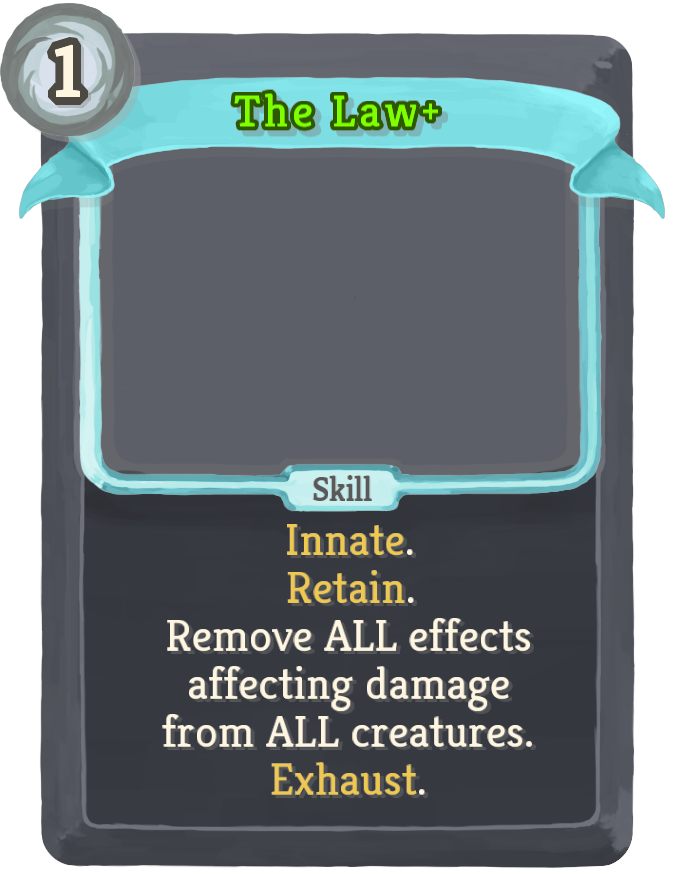 1
The Law+
Skill
Innate.
Retain.
Remove ALL effects
affecting damage
from ALL creatures.
Exhaust.